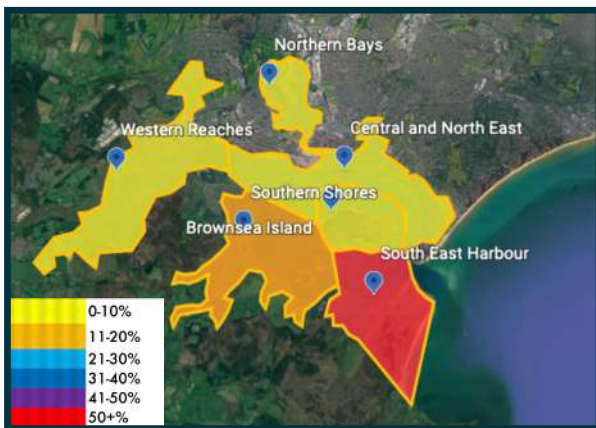 Northern Bays
Western Reaches
Central and North East
Southern Shores
Brownsea Island
South East Harbour
0-10%
11-20%
21-30%
31-40%
41-50%
50+%